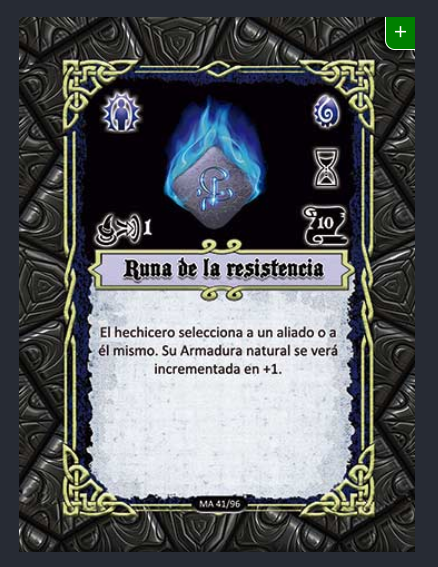 +
1
10
Runa de la resistencia
El hechicero selecciona a un aliado o a
él mismo. Su Armadura natural se verá
incrementada en +1.
MA 41/96